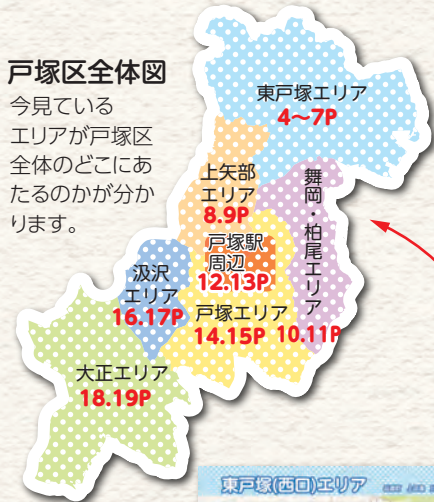 戸塚区全体図
今見ている
エリアが戸塚区
全体のどこにあ
たるのかが分か
ります。
東戸塚エリア
4〜7P
上矢部
エリア
8.9P
舞岡・柏尾エリア
10.11P
戸塚駅
周辺
12.13P
汲沢
エリア
16.17P
戸塚エリア
14.15P
大正エリア
18.19P
東戸塚(西口)エリア